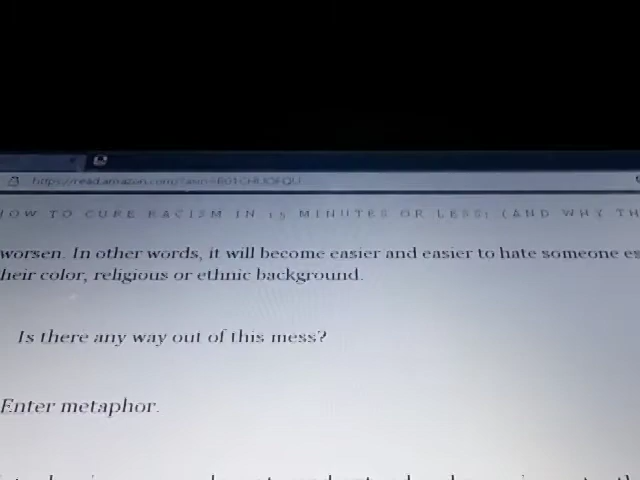 HOW TO CURE RACISM IN 15 MINUTES OR LESS: (AND WHY TH
worsen. In other words, it will become easier and easier to hate someone es
heir color, religious or ethnic background.
Is there any way out of this mess?
Enter metaphor.